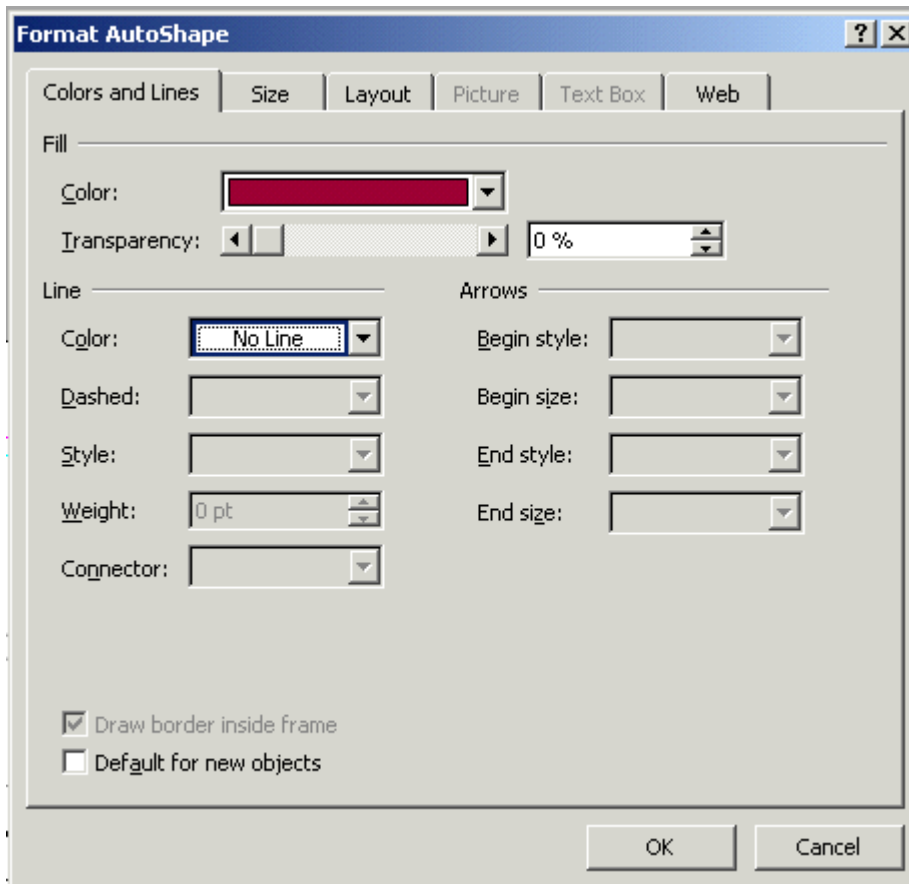 Format AutoShape
Colors and Lines Size Layout Picture Text Box Web
Fill
Color:
Transparency: 0 %
Line Arrows
Color: No Line Begin style:
Dashed: Begin size:
Style: End style:
Weight: 0 pt End size:
Connector:
Draw border inside frame
Default for new objects
OK Cancel